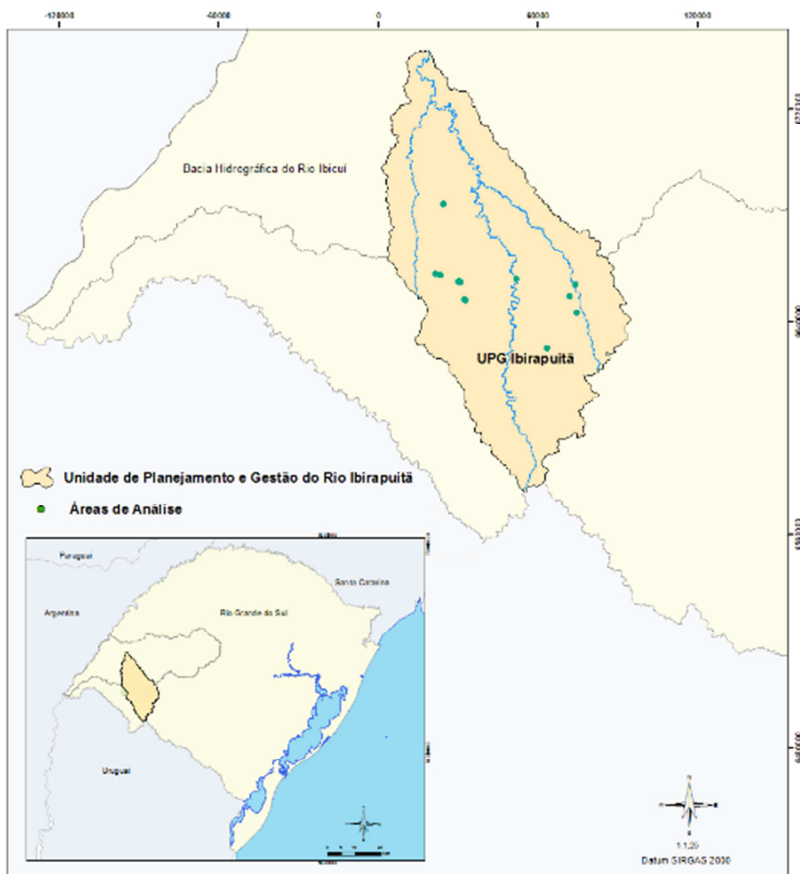 -120000
-60000
0
60000
120000
Bacia Hidrográfica do Rio Ibicuí
UPG Ibirapuitã
Unidade de Planejamento e Gestão do Rio Ibirapuitã
Áreas de Análise
Paraguai
Santa Catarina
Argentina
Rio Grande do Sul
Uruguai
Datum SIRGAS 2000